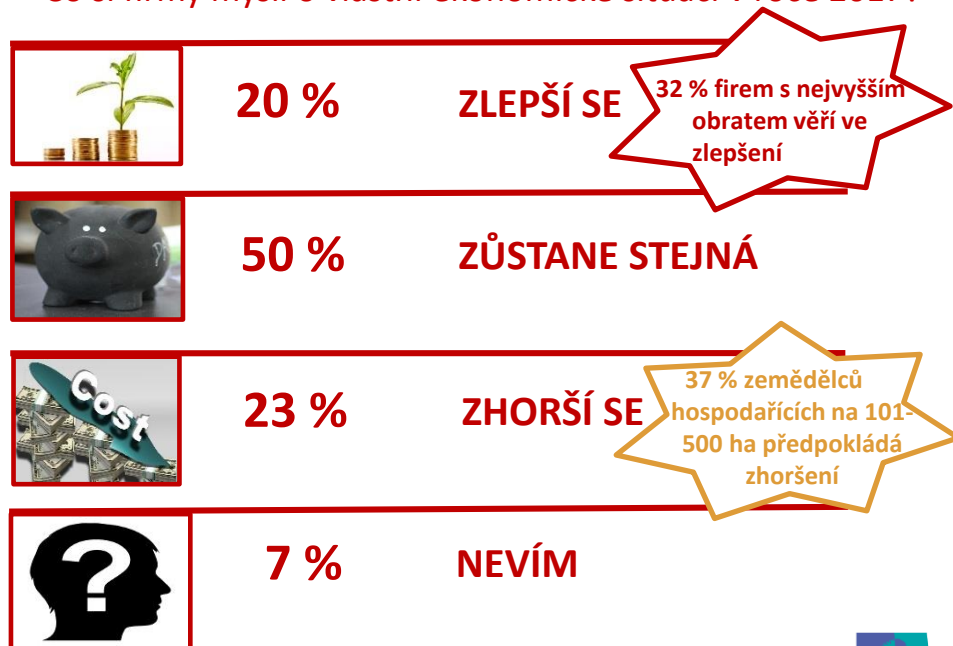 20 %
ZLEPŠÍ SE
32 % firem s nejvyšším
obratem věří ve
zlepšení
50 %
ZŮSTANE STEJNÁ
Cost
23 %
ZHORŠÍ SE
37 % zemědělců
hospodařících na 101-
500 ha předpokládá
zhoršení
?
7 %
NEVÍM